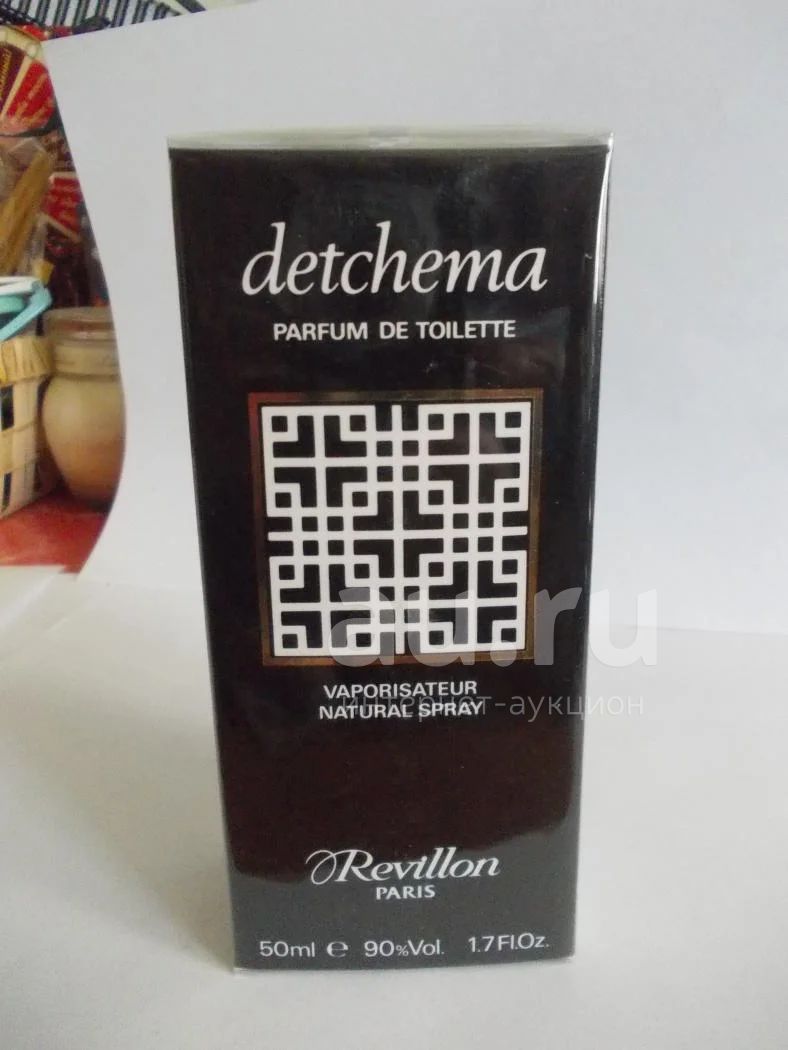 detchema
PARFUM DE TOILETTE
au.ru
VAPORISATEUR
NATURAL SPRAY
интернет-аукцион
Revillon
PARIS
50ml e 90%Vol. 1.7Fl.Oz.